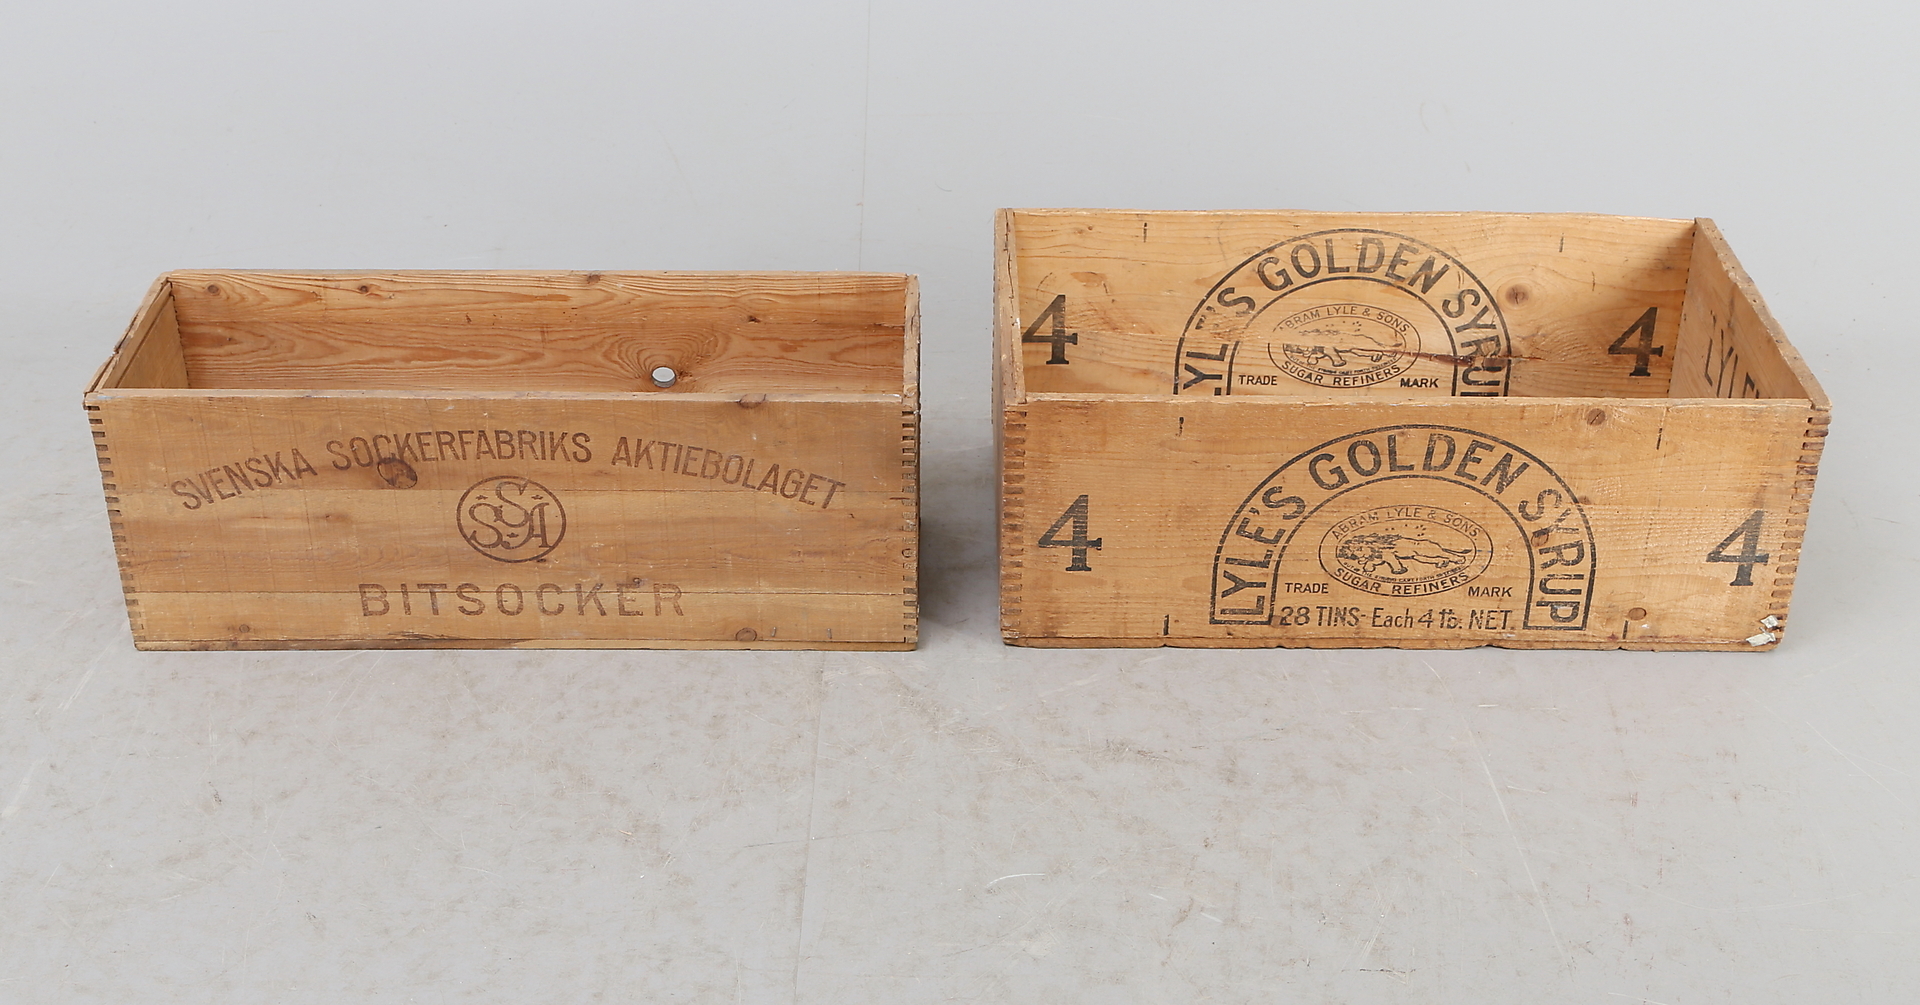 SVENSKA SOCKERFABRIKS AKTIEBOLAGET
SSA
BITSOCKER
LYLE'S GOLDEN SYRUP
ABRAM LYLE & SONS
SUGAR REFINERS
TRADE MARK
4 4
LYLE
LYLE'S GOLDEN SYRUP
ABRAM LYLE & SONS
SUGAR REFINERS
TRADE MARK
28 TINS-Each 4 lb. NET.
4 4